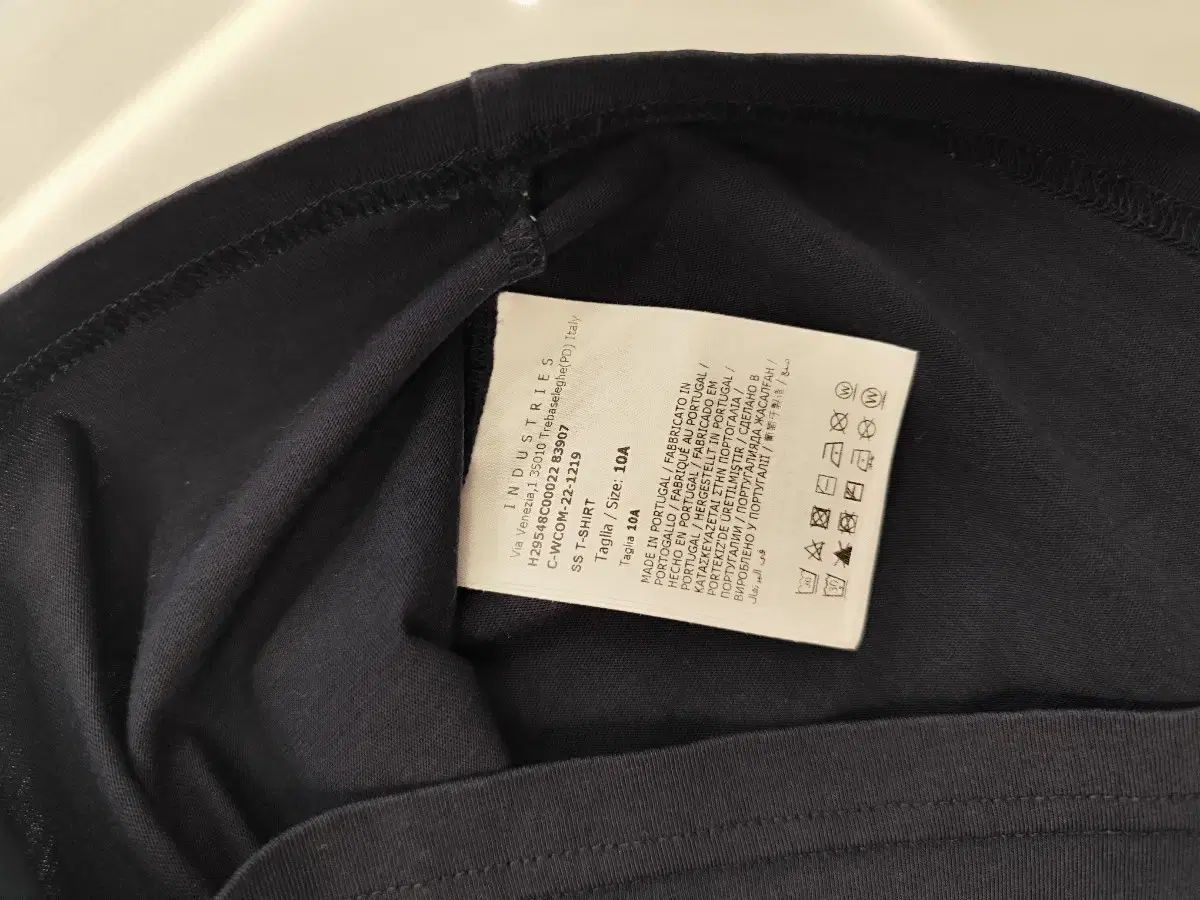 INDUSTRIES
Via Venezia,1 35010 Trebaseleghe(PD) Italy
H29548C00022 83907
C-WCOM-22-1219
SS T-SHIRT
Taglia / Size: 10A
Taglia 10A
MADE IN PORTUGAL / FABBRICATO IN
PORTOGALLO / FABRIQUÉ AU PORTUGAL /
HECHO EN PORTUGAL / FABRICADO EM
PORTUGAL / HERGESTELLT IN PORTUGAL /
ΚΑΤΑΣΚΕΥΑΖΕΤΑΙ ΣΤΗΝ ΠΟΡΤΟΓΑΛΙΑ /
PORTEKİZ'DE ÜRETİLMİŞTİR / СДЕЛАНО В
ПОРТУГАЛИИ / ПОРТУГАЛИЯДА ЖАСАЛҒАН /
ВИРОБЛЕНО У ПОРТУГАЛІЇ /
30
W
30
W